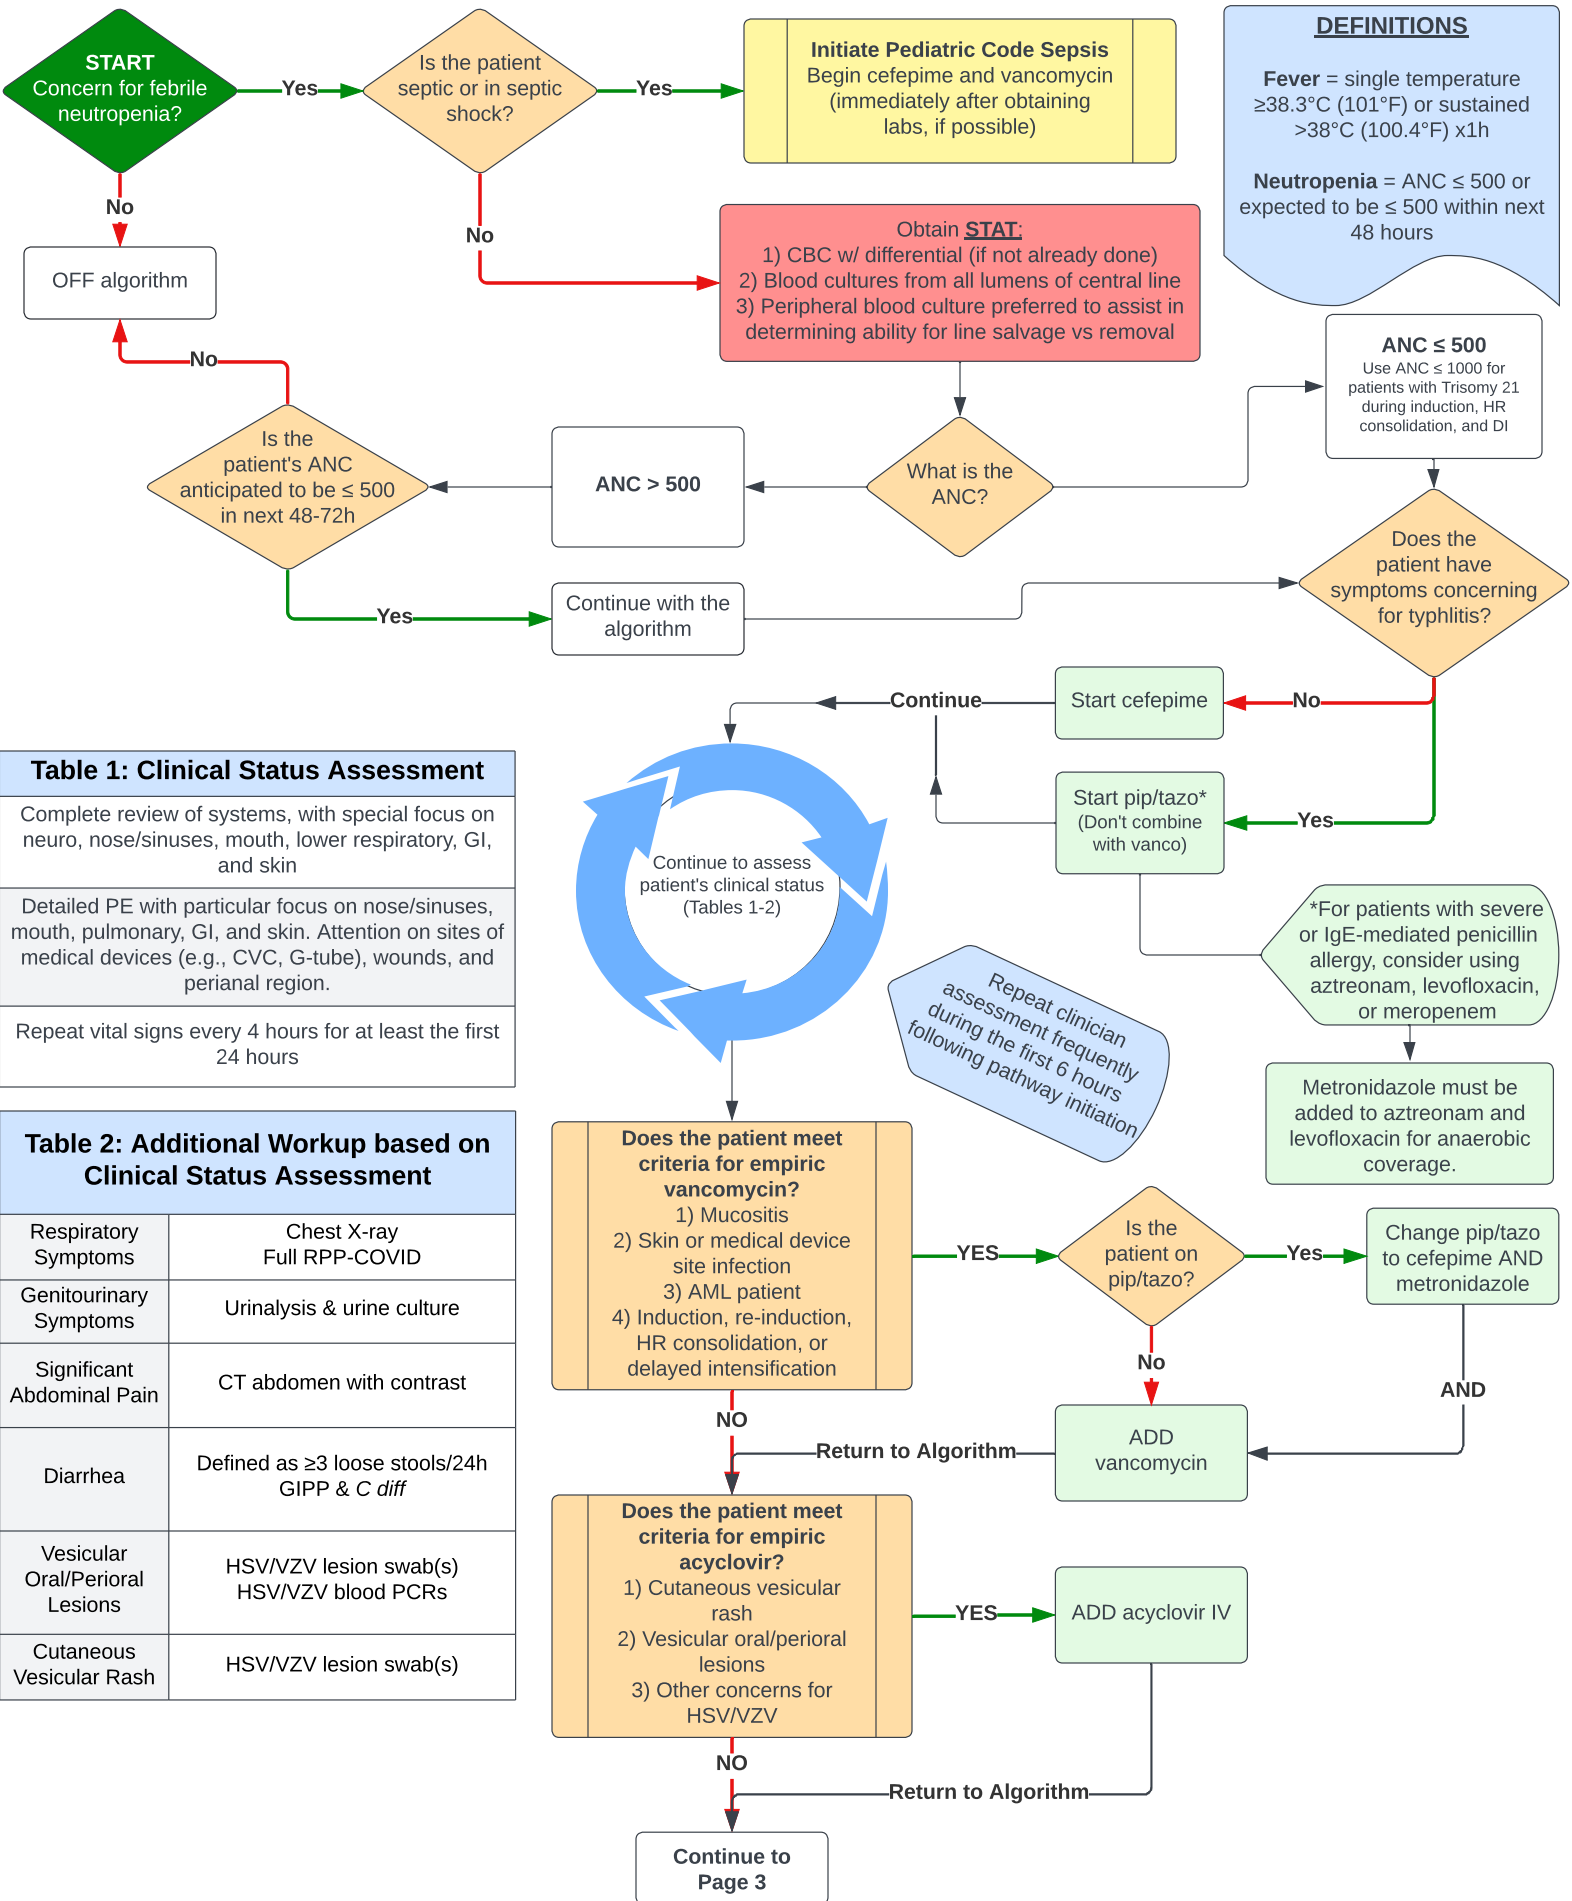 START
Concern for febrile
neutropenia?
Yes
Is the patient
septic or in septic
shock?
Yes
Initiate Pediatric Code Sepsis
Begin cefepime and vancomycin
(immediately after obtaining
labs, if possible)
DEFINITIONS
Fever = single temperature
≥38.3°C (101°F) or sustained
>38°C (100.4°F) x1h
Neutropenia = ANC ≤ 500 or
expected to be ≤ 500 within next
48 hours
No
OFF algorithm
No
Obtain STAT:
1) CBC w/ differential (if not already done)
2) Blood cultures from all lumens of central line
3) Peripheral blood culture preferred to assist in
determining ability for line salvage vs removal
ANC ≤ 500
Use ANC ≤ 1000 for
patients with Trisomy 21
during induction, HR
consolidation, and DI
No
Is the
patient's ANC
anticipated to be ≤ 500
in next 48-72h
ANC > 500
What is the
ANC?
Does the
patient have
symptoms concerning
for typhlitis?
Yes
Continue with the
algorithm
Continue
Start cefepime
No
Start pip/tazo*
(Don't combine
with vanco)
Yes
Table 1: Clinical Status Assessment
Complete review of systems, with special focus on
neuro, nose/sinuses, mouth, lower respiratory, GI,
and skin
Detailed PE with particular focus on nose/sinuses,
mouth, pulmonary, GI, and skin. Attention on sites of
medical devices (e.g., CVC, G-tube), wounds, and
perianal region.
Repeat vital signs every 4 hours for at least the first
24 hours
Continue to assess
patient's clinical status
(Tables 1-2)
*For patients with severe
or IgE-mediated penicillin
allergy, consider using
aztreonam, levofloxacin,
or meropenem
Repeat clinician
assessment frequently
during the first 6 hours
following pathway initiation
Metronidazole must be
added to aztreonam and
levofloxacin for anaerobic
coverage.
Table 2: Additional Workup based on
Clinical Status Assessment
Respiratory
Symptoms
Chest X-ray
Full RPP-COVID
Genitourinary
Symptoms
Urinalysis & urine culture
Significant
Abdominal Pain
CT abdomen with contrast
Diarrhea
Defined as ≥3 loose stools/24h
GIPP & C diff
Vesicular
Oral/Perioral
Lesions
HSV/VZV lesion swab(s)
HSV/VZV blood PCRs
Cutaneous
Vesicular Rash
HSV/VZV lesion swab(s)
Does the patient meet
criteria for empiric
vancomycin?
1) Mucositis
2) Skin or medical device
site infection
3) AML patient
4) Induction, re-induction,
HR consolidation, or
delayed intensification
YES
Is the
patient on
pip/tazo?
Yes
Change pip/tazo
to cefepime AND
metronidazole
No
AND
NO
Return to Algorithm
ADD
vancomycin
Does the patient meet
criteria for empiric
acyclovir?
1) Cutaneous vesicular
rash
2) Vesicular oral/perioral
lesions
3) Other concerns for
HSV/VZV
YES
ADD acyclovir IV
NO
Return to Algorithm
Continue to
Page 3